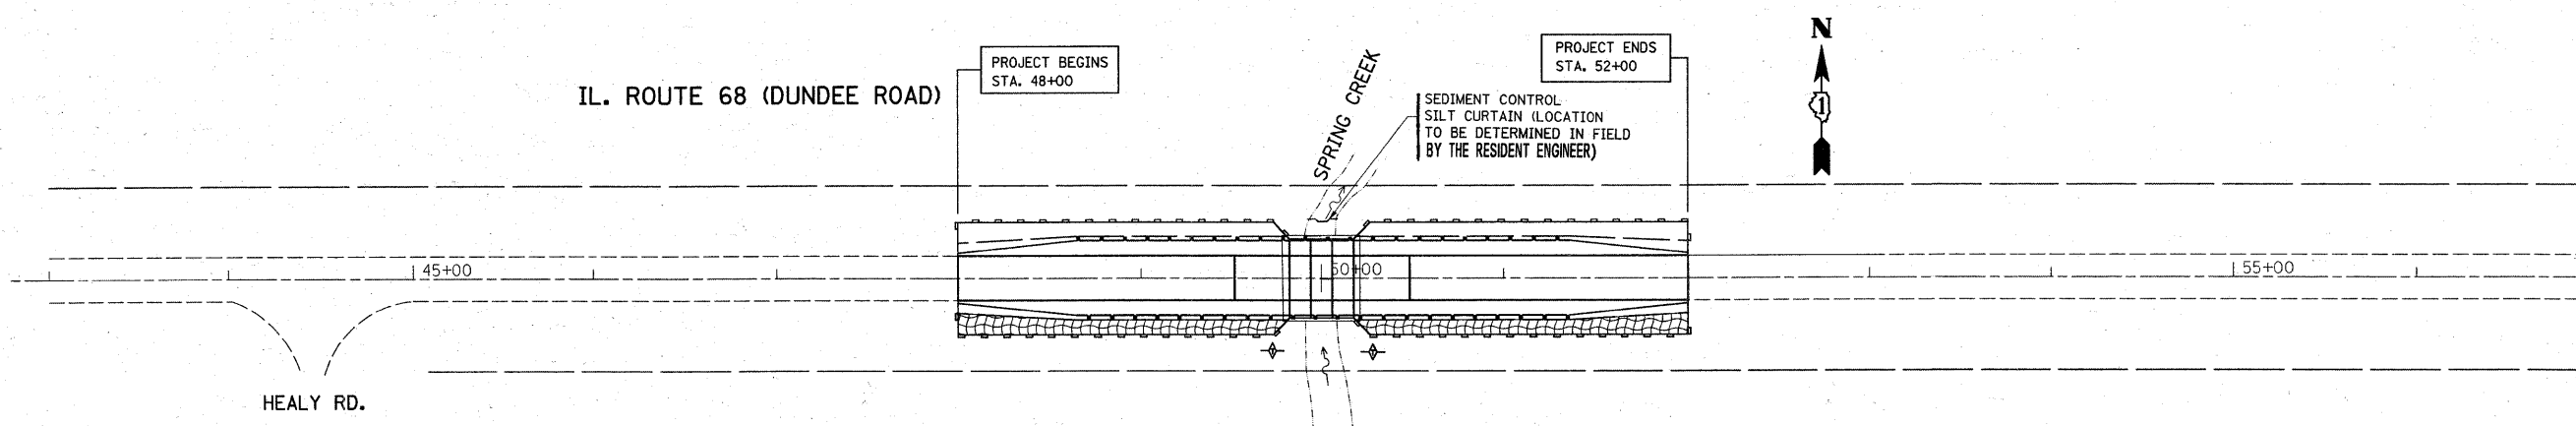 IL. ROUTE 68 (DUNDEE ROAD)
PROJECT BEGINS
STA. 48+00
SPRING CREEK
PROJECT ENDS
STA. 52+00
SEDIMENT CONTROL
SILT CURTAIN (LOCATION
TO BE DETERMINED IN FIELD
BY THE RESIDENT ENGINEER)
N
1
45+00
50+00
55+00
HEALY RD.